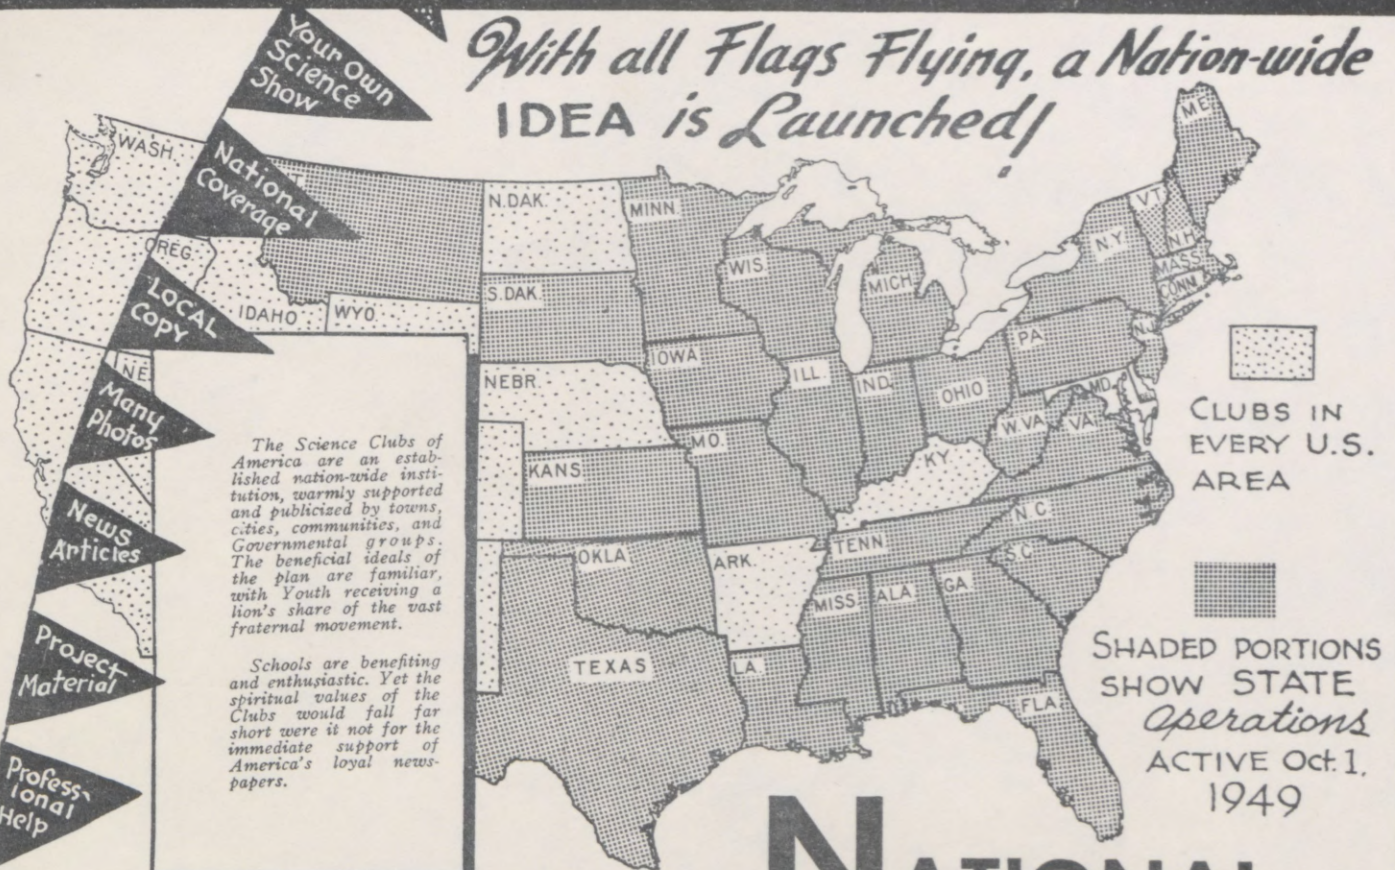 With all Flags Flying, a Nation-wide
IDEA is Launched!
Your Own
Science
Show
National
Coverage
LOCAL
COPY
Many
Photos
News
Articles
Project
Material
Profess-
ional
Help
WASH.
OREG.
IDAHO
WYO.
NE
N.DAK.
S.DAK.
NEBR.
KANS
OKLA
TEXAS
MINN.
IOWA
MO.
ARK.
LA.
WIS.
ILL.
MICH.
IND.
OHIO
KY.
TENN
MISS.
ALA
GA.
FLA.
S.C.
N.C.
VA.
W.VA.
MD.
PA
N.J.
N.Y.
CONN.
MASS.
VT.
N.H.
ME.
The Science Clubs of
America are an estab-
lished nation-wide insti-
tution, warmly supported
and publicized by towns,
cities, communities, and
Governmental groups.
The beneficial ideals of
the plan are familiar,
with Youth receiving a
lion's share of the vast
fraternal movement.
Schools are benefiting
and enthusiastic. Yet the
spiritual values of the
Clubs would fall far
short were it not for the
immediate support of
America's loyal news-
papers.
CLUBS IN
EVERY U.S.
AREA
SHADED PORTIONS
SHOW STATE
Operations
ACTIVE Oct. 1,
1949
NATIONAL